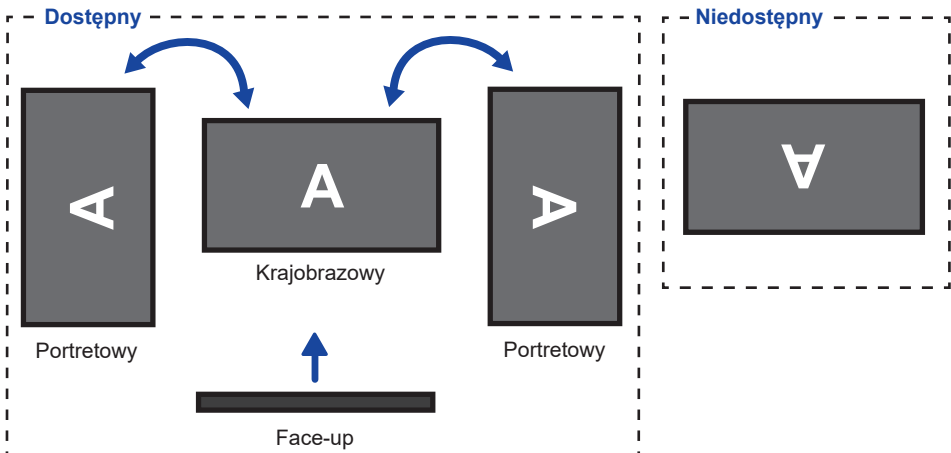 Dostępny
Niedostępny
A
A
A
A
Krajobrazowy
Portretowy
Portretowy
Face-up